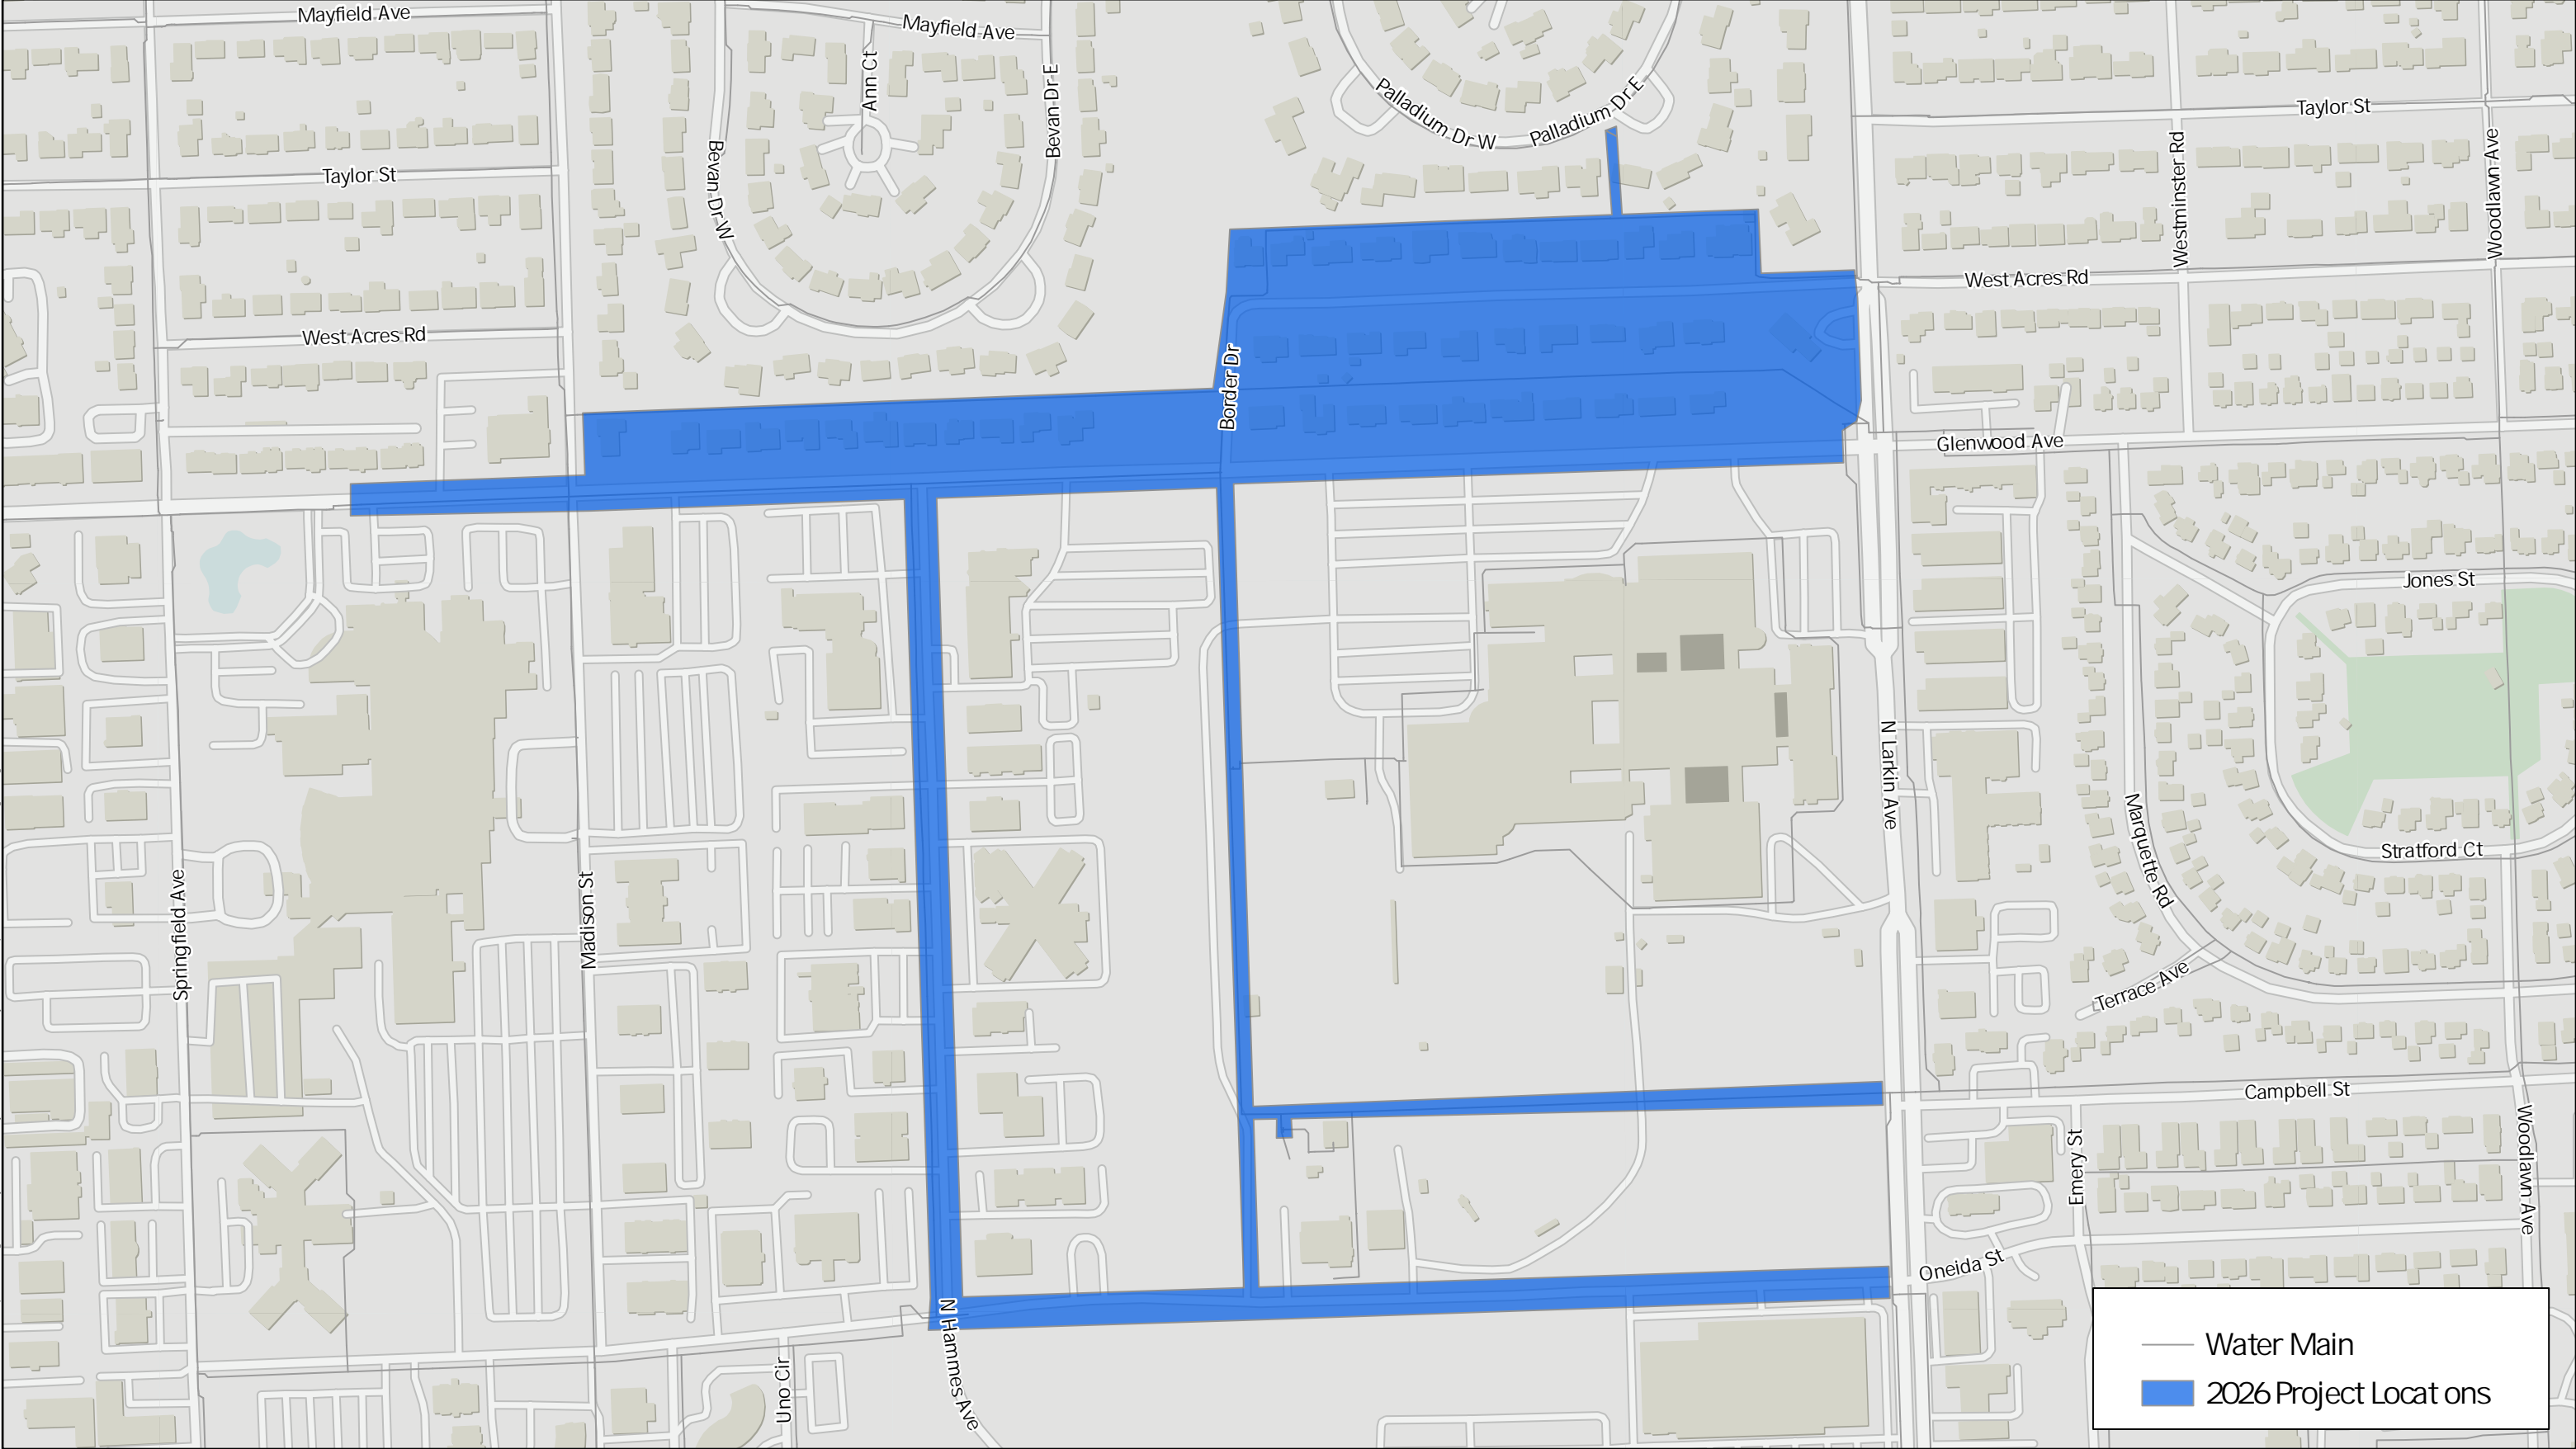 Mayfield Ave
Mayfield Ave
Ann Ct
Bevan Dr E
Palladium Dr W
Palladium Dr E
Taylor St
Taylor St
Bevan Dr W
Westminster Rd
Woodlawn Ave
West Acres Rd
West Acres Rd
Border Dr
Glenwood Ave
Jones St
N Larkin Ave
Marquette Rd
Stratford Ct
Springfield Ave
Madison St
Terrace Ave
Campbell St
Emery St
Woodlawn Ave
Oneida St
N Hammes Ave
Uno Cir
Water Main
2026 Project Locat ons